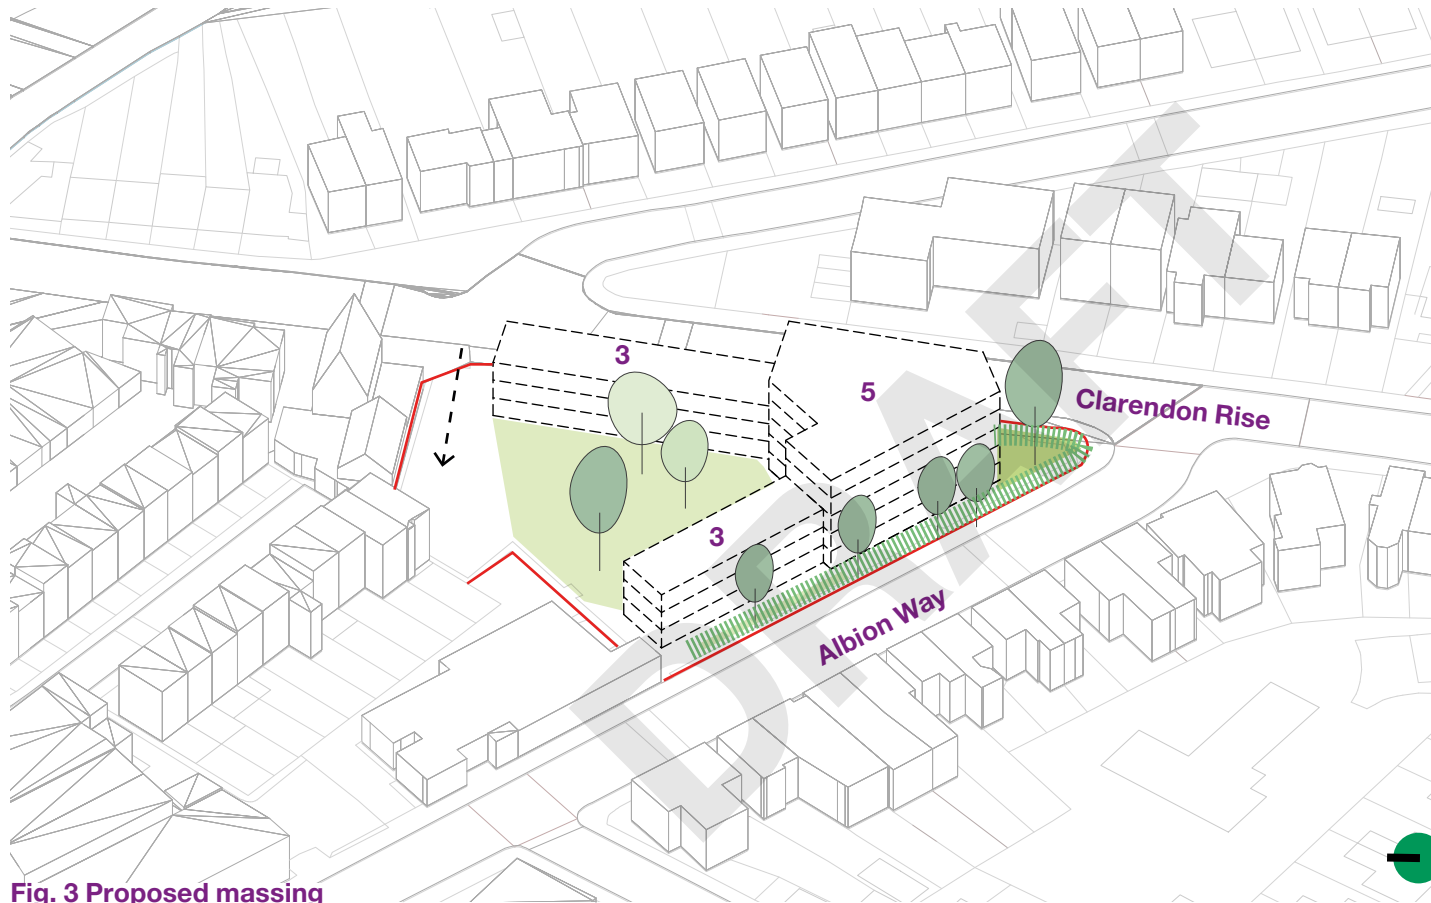 3
5
Clarendon Rise
3
Albion Way
DRAFT
Fig. 3 Proposed massing